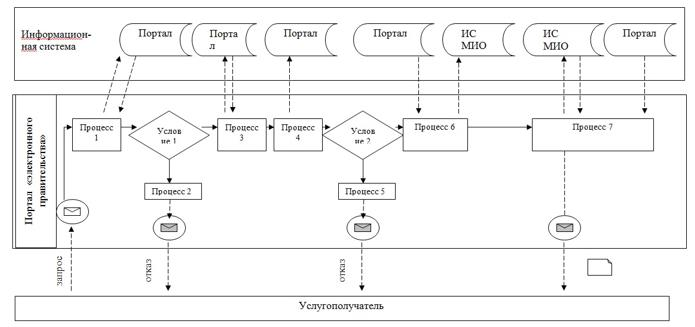 Информацион-
ная система
Портал
Порта
л
Портал
Портал
ИС
МИО
ИС
МИО
Портал
Портал «электронного
правительства»
Процесс
1
Услов
ие 1
Процесс
3
Процесс
4
Услов
ие 2
Процесс 6
Процесс 7
Процесс 2
Процесс 5
запрос
отказ
отказ
Услугополучатель